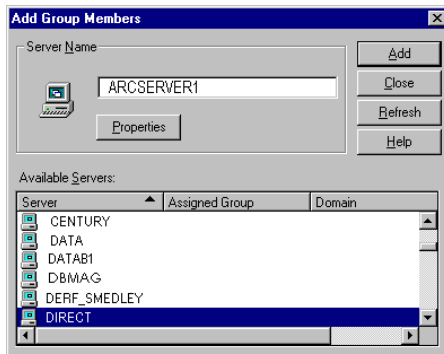 Add Group Members
Server Name
ARCSERVER1
Properties
Add
Close
Refresh
Help
Available Servers:
Server Assigned Group Domain
CENTURY
DATA
DATAB1
DBMAG
DERF_SMEDLEY
DIRECT